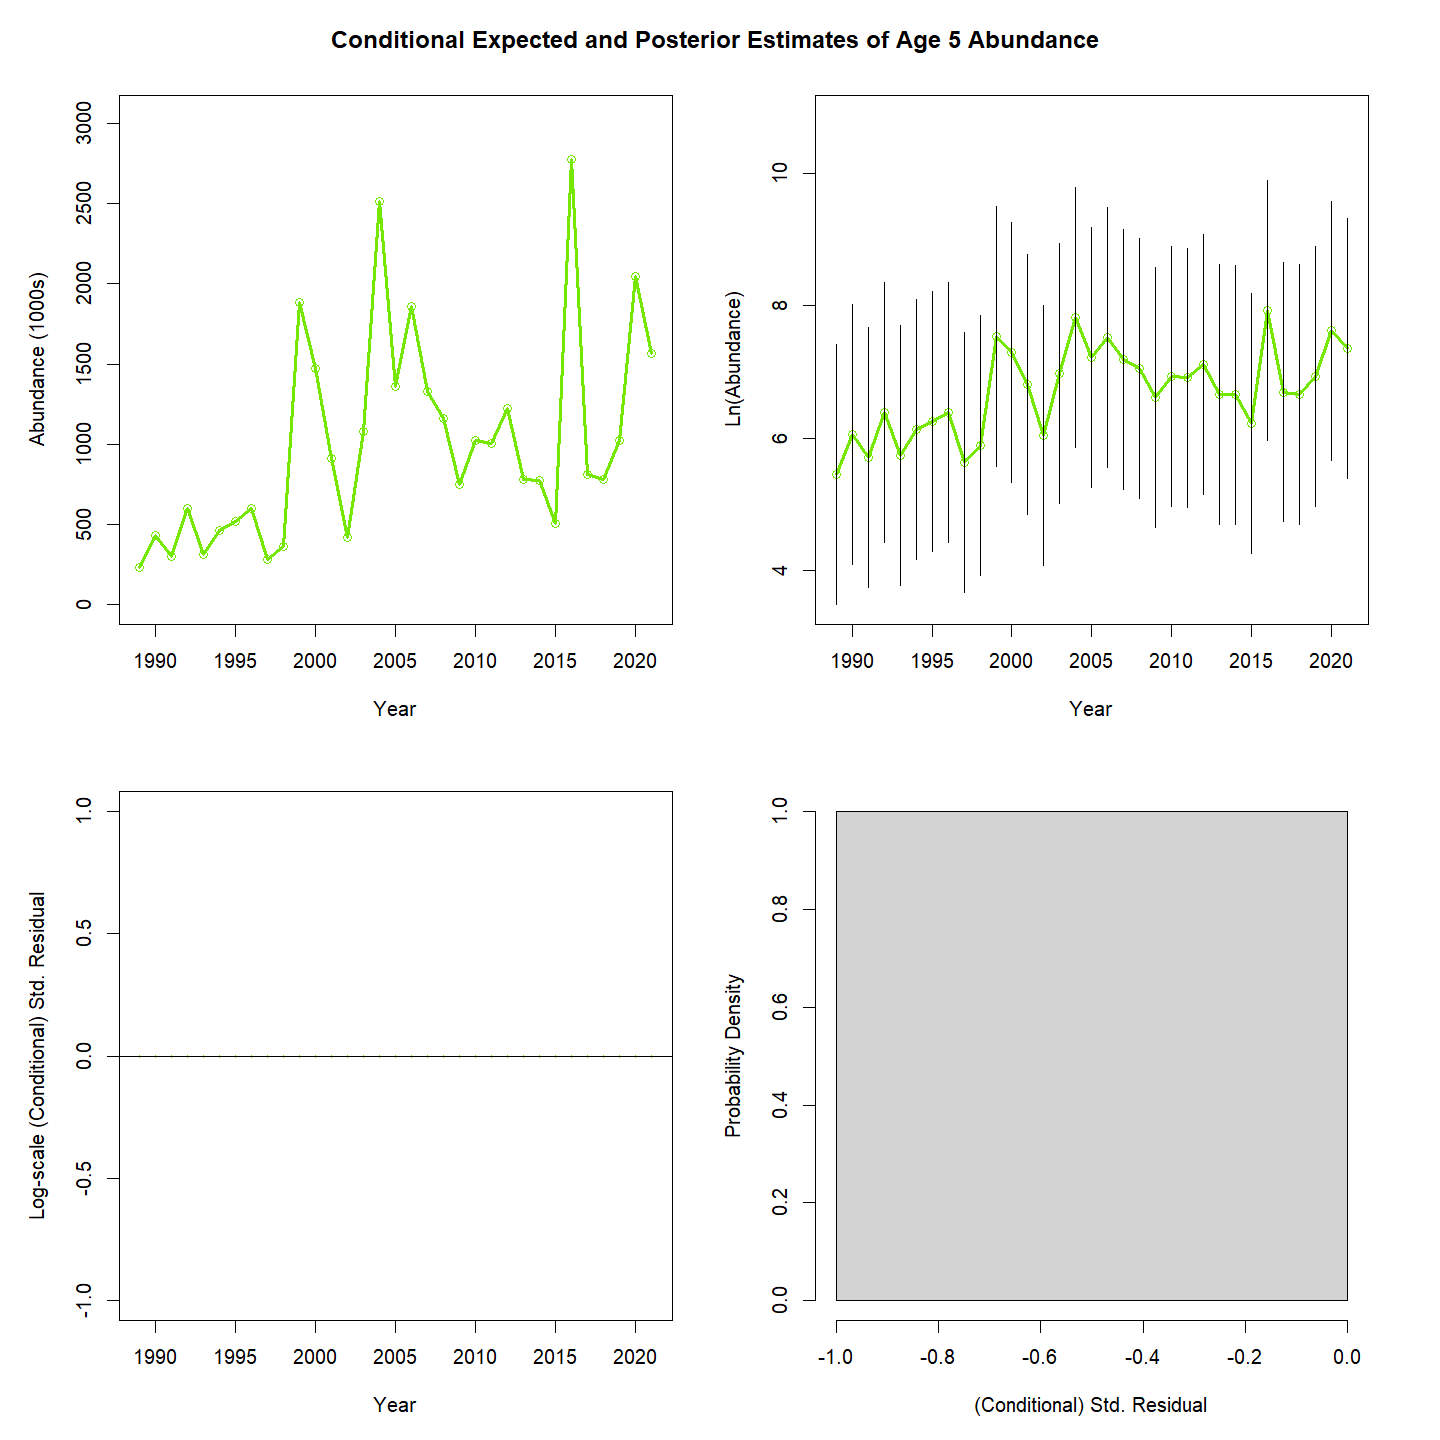 Conditional Expected and Posterior Estimates of Age 5 Abundance
Abundance (1000s)
3000
2500
2000
1500
1000
500
0
1990 1995 2000 2005 2010 2015 2020
Year
Ln(Abundance)
10
8
6
4
1990 1995 2000 2005 2010 2015 2020
Year
Log-scale (Conditional) Std. Residual
1.0
0.5
0.0
-0.5
-1.0
1990 1995 2000 2005 2010 2015 2020
Year
Probability Density
1.0
0.8
0.6
0.4
0.2
0.0
-1.0 -0.8 -0.6 -0.4 -0.2 0.0
(Conditional) Std. Residual